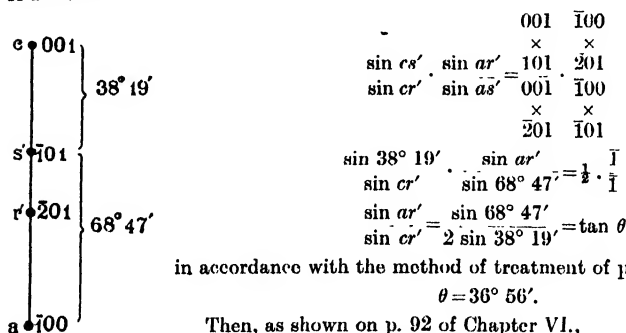 001 1̄00
c 001
× ×
sin cs′ / sin cr′ · sin ar′ / sin as′ = 101 / 001 · 2̄01 / 1̄00
38° 19′
× ×
2̄01 1̄01
s′ 1̄01
sin 38° 19′ / sin cr′ · sin ar′ / sin 68° 47′ = ½ · 1̄ / 1̄
r′ 2̄01
68° 47′
sin ar′ / sin cr′ = sin 68° 47′ / 2 sin 38° 19′ = tan θ
in accordance with the method of treatment of
θ = 36° 56′.
a 1̄00
Then, as shown on p. 92 of Chapter VI.,